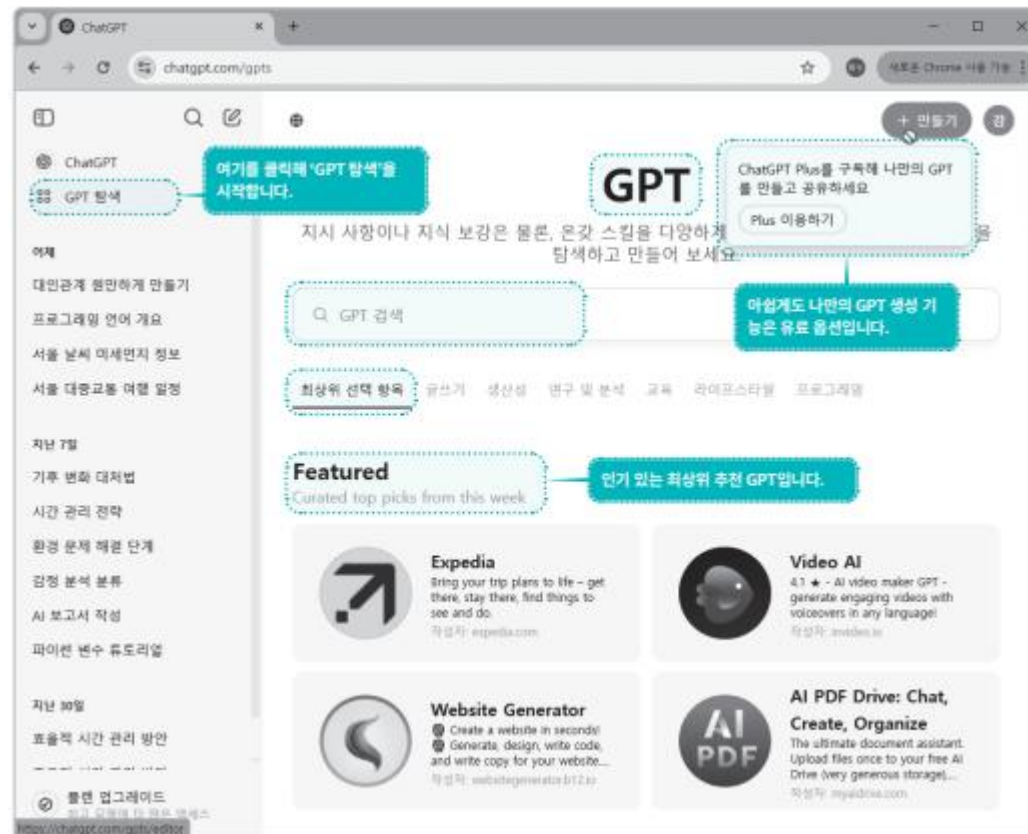 ChatGPT
chatgpt.com/gpts
새로운 Chrome 사용 가능
ChatGPT
GPT 탐색
여기를 클릭해 'GPT 탐색'을
시작합니다.
어제
대인관계 원만하게 만들기
프로그래밍 언어 개요
서울 날씨 미세먼지 정보
서울 대중교통 여행 일정
지난 7일
기후 변화 대처법
시간 관리 전략
환경 문제 해결 단계
감정 분석 분류
AI 보고서 작성
파이썬 변수 튜토리얼
지난 30일
효율적 시간 관리 방안
플랜 업그레이드
https://chatgpt.com/gpts/editor
+ 만들기
ChatGPT Plus를 구독해 나만의 GPT
를 만들고 공유하세요
Plus 이용하기
아쉽게도 나만의 GPT 생성 기
능은 유료 옵션입니다.
GPT
지시 사항이나 지식 보강은 물론, 온갖 스킬을 다양하게 을
탐색하고 만들어 보세요.
GPT 검색
최상위 선택 항목 글쓰기 생산성 연구 및 분석 교육 라이프스타일 프로그래밍
Featured
Curated top picks from this week
인기 있는 최상위 추천 GPT입니다.
Expedia
Bring your trip plans to life – get
there, stay there, find things to
see and do.
작성자: expedia.com
Video AI
4.1 ★ - AI video maker GPT -
generate engaging videos with
voiceovers in any language!
작성자: invideo.io
Website Generator
Create a website in seconds!
Generate, design, write code,
and write copy for your website...
작성자: websitegenerator.b12.io
AI PDF
AI PDF Drive: Chat,
Create, Organize
The ultimate document assistant.
Upload files once to your free AI
Drive (very generous storage)...
작성자: myaidrive.com